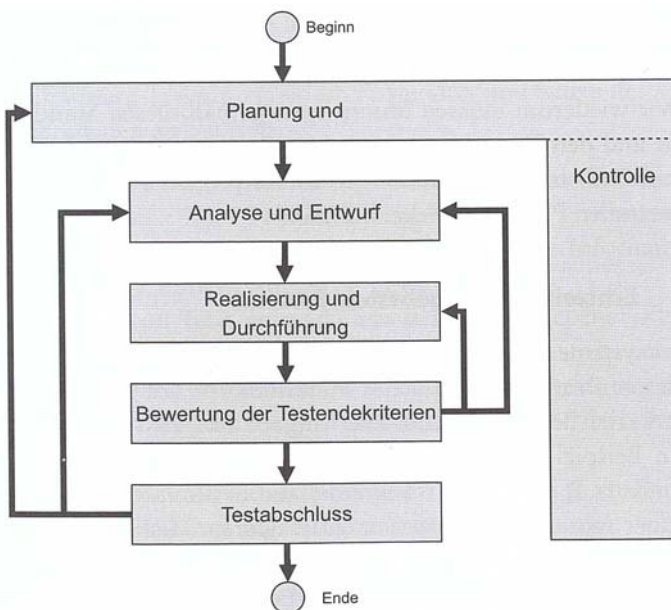 Beginn
Planung und
Kontrolle
Analyse und Entwurf
Realisierung und
Durchführung
Bewertung der Testendekriterien
Testabschluss
Ende